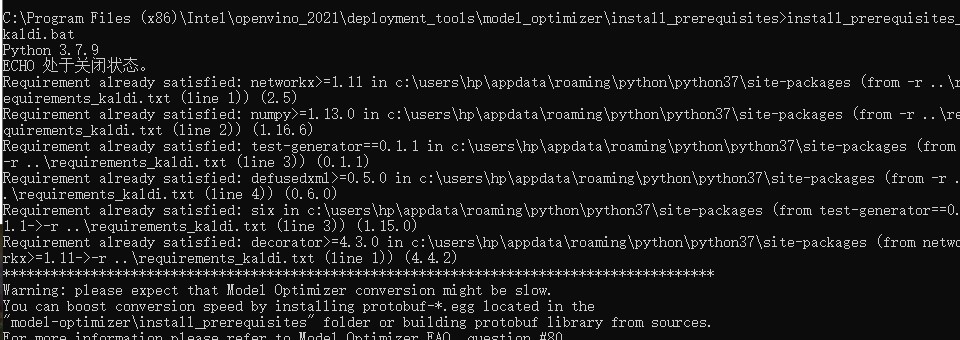 C:\Program Files (x86)\Intel\openvino_2021\deployment_tools\model_optimizer\install_prerequisites>install_prerequisites_
kaldi.bat
Python 3.7.9
ECHO 处于关闭状态。
Requirement already satisfied: networkx>=1.11 in c:\users\hp\appdata\roaming\python\python37\site-packages (from -r ..\r
equirements_kaldi.txt (line 1)) (2.5)
Requirement already satisfied: numpy>=1.13.0 in c:\users\hp\appdata\roaming\python\python37\site-packages (from -r ..\re
quirements_kaldi.txt (line 2)) (1.16.6)
Requirement already satisfied: test-generator==0.1.1 in c:\users\hp\appdata\roaming\python\python37\site-packages (from
-r ..\requirements_kaldi.txt (line 3)) (0.1.1)
Requirement already satisfied: defusedxml>=0.5.0 in c:\users\hp\appdata\roaming\python\python37\site-packages (from -r .
.\requirements_kaldi.txt (line 4)) (0.6.0)
Requirement already satisfied: six in c:\users\hp\appdata\roaming\python\python37\site-packages (from test-generator==0.
1.1->-r ..\requirements_kaldi.txt (line 3)) (1.15.0)
Requirement already satisfied: decorator>=4.3.0 in c:\users\hp\appdata\roaming\python\python37\site-packages (from netwo
rkx>=1.11->-r ..\requirements_kaldi.txt (line 1)) (4.4.2)
*****************************************************************************************
Warning: please expect that Model Optimizer conversion might be slow.
You can boost conversion speed by installing protobuf-*.egg located in the
"model-optimizer\install_prerequisites" folder or building protobuf library from sources.
For more information please refer to Model Optimizer FAQ, question #80.